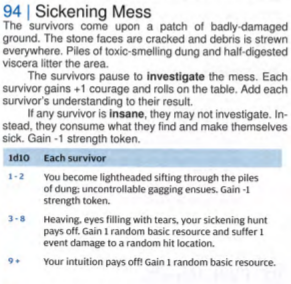 94 | Sickening Mess
The survivors come upon a patch of badly-damaged
ground. The stone faces are cracked and debris is strewn
everywhere. Piles of toxic-smelling dung and half-digested
viscera litter the area.
The survivors pause to investigate the mess. Each
survivor gains +1 courage and rolls on the table. Add each
survivor's understanding to their result.
If any survivor is insane, they may not investigate. In-
stead, they consume what they find and make themselves
sick. Gain -1 strength token.
1d10 Each survivor
1 - 2 You become lightheaded sifting through the piles
of dung; uncontrollable gagging ensues. Gain -1
strength token.
3 - 8 Heaving, eyes filling with tears, your sickening hunt
pays off. Gain 1 random basic resource and suffer 1
event damage to a random hit location.
9 + Your intuition pays off! Gain 1 random basic resource.